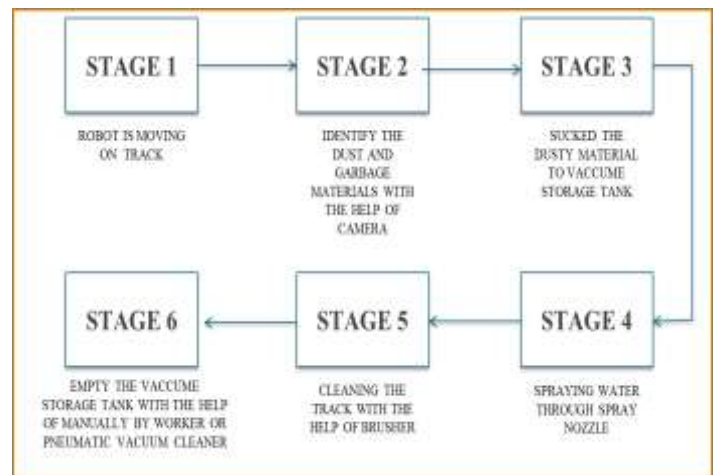 STAGE 1
STAGE 2
STAGE 3
ROBOT IS MOVING
ON TRACK
IDENTIFY THE
DUST AND
GARBAGE
MATERIALS WITH
THE HELP OF
CAMERA
SUCKED THE
DUSTY MATERIAL
TO VACCUME
STORAGE TANK
STAGE 6
STAGE 5
STAGE 4
EMPTY THE VACCUME
STORAGE TANK WITH THE HELP
OF MANUALLY BY WORKER OR
PNEUMATIC VACUUM CLEANER
CLEANING THE
TRACK WITH THE
HELP OF BRUSHER
SPRAYING WATER
THROUGH SPRAY
NOZZLE